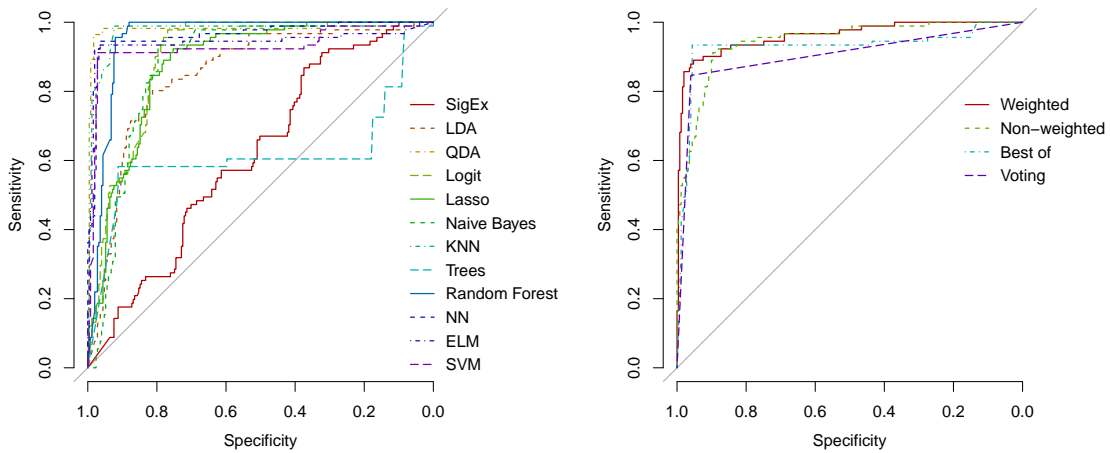 1.0
0.8
0.6
0.4
0.2
0.0
Sensitivity
1.0 0.8 0.6 0.4 0.2 0.0
Specificity
SigEx
LDA
QDA
Logit
Lasso
Naive Bayes
KNN
Trees
Random Forest
NN
ELM
SVM
1.0
0.8
0.6
0.4
0.2
0.0
Sensitivity
1.0 0.8 0.6 0.4 0.2 0.0
Specificity
Weighted
Non−weighted
Best of
Voting